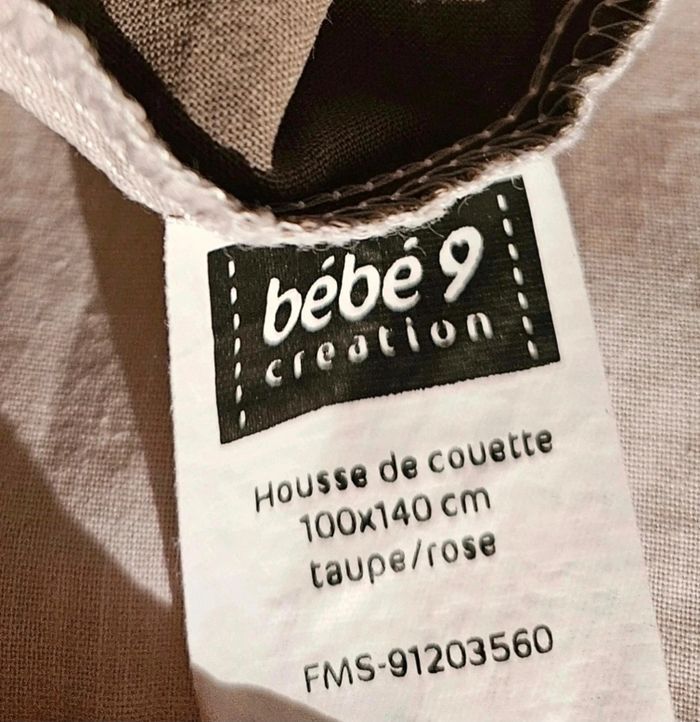 bébé 9
creation
Housse de couette
100x140 cm
taupe/rose
FMS-91203560